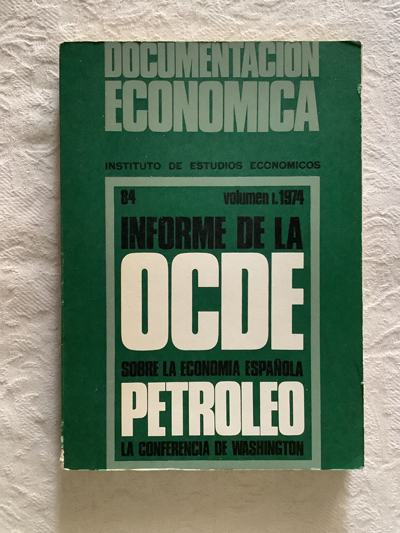 DOCUMENTACION
ECONOMICA
INSTITUTO DE ESTUDIOS ECONOMICOS
84 volumen I.1974
INFORME DE LA
OCDE
SOBRE LA ECONOMIA ESPAÑOLA
PETROLEO
LA CONFERENCIA DE WASHINGTON